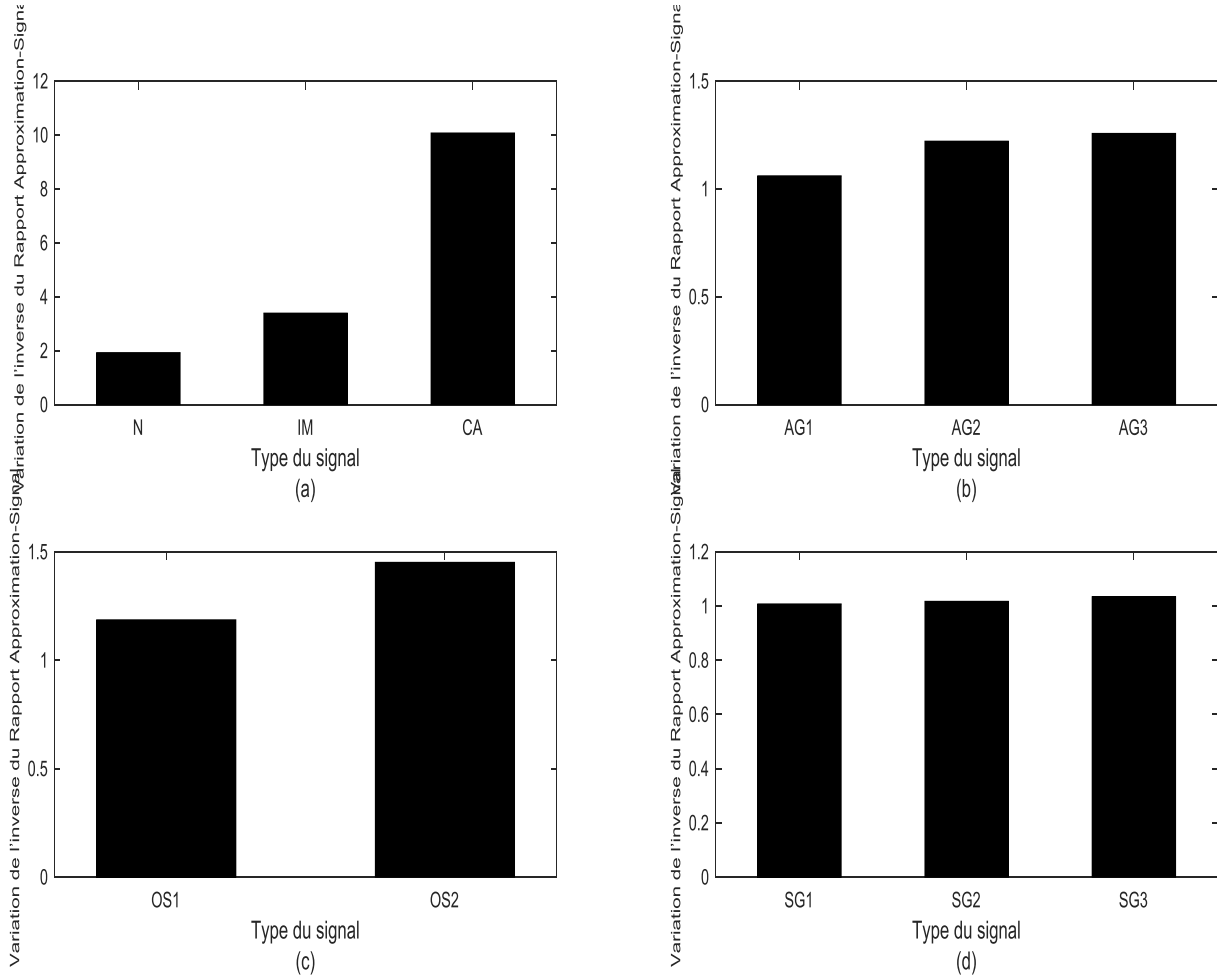 Variation de l'inverse du Rapport Approximation-Signal
12
10
8
6
4
2
0
N IM CA
Type du signal
(a)
Variation de l'inverse du Rapport Approximation-Signal
1.5
1
0.5
0
AG1 AG2 AG3
Type du signal
(b)
Variation de l'inverse du Rapport Approximation-Signal
1.5
1
0.5
0
OS1 OS2
Type du signal
(c)
Variation de l'inverse du Rapport Approximation-Signal
1.2
1
0.8
0.6
0.4
0.2
0
SG1 SG2 SG3
Type du signal
(d)